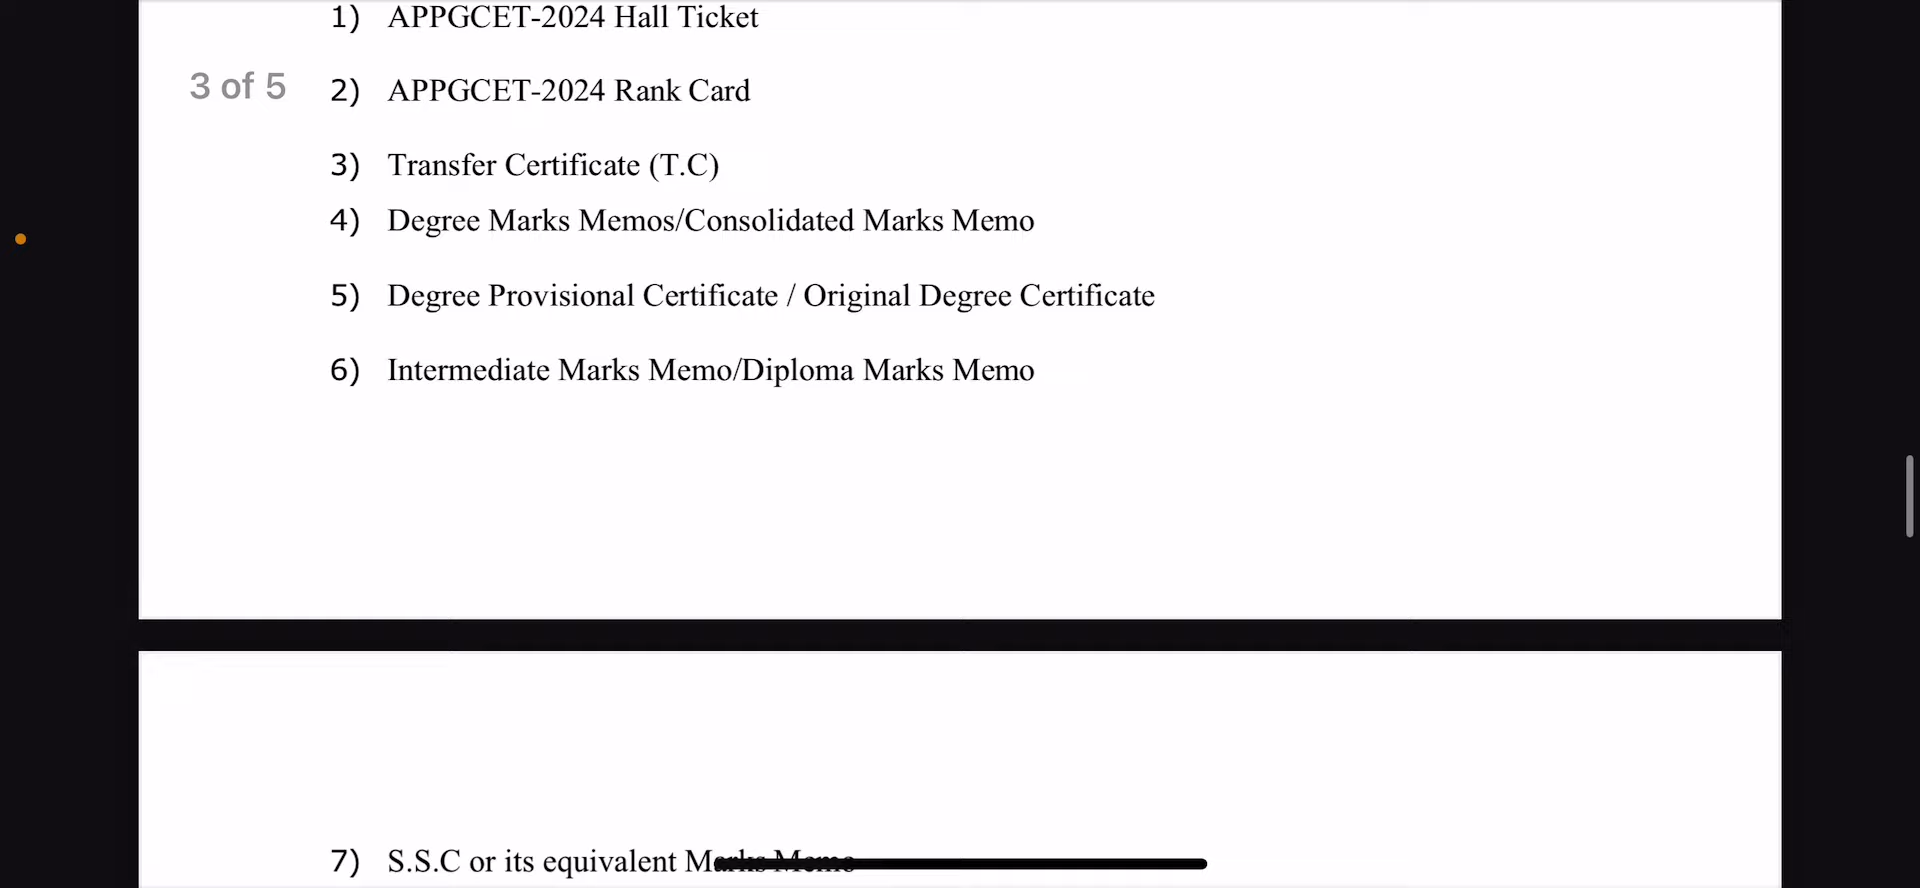 1) APPGCET-2024 Hall Ticket
3 of 5
2) APPGCET-2024 Rank Card
3) Transfer Certificate (T.C)
4) Degree Marks Memos/Consolidated Marks Memo
5) Degree Provisional Certificate / Original Degree Certificate
6) Intermediate Marks Memo/Diploma Marks Memo
7) S.S.C or its equivalent Marks Memo